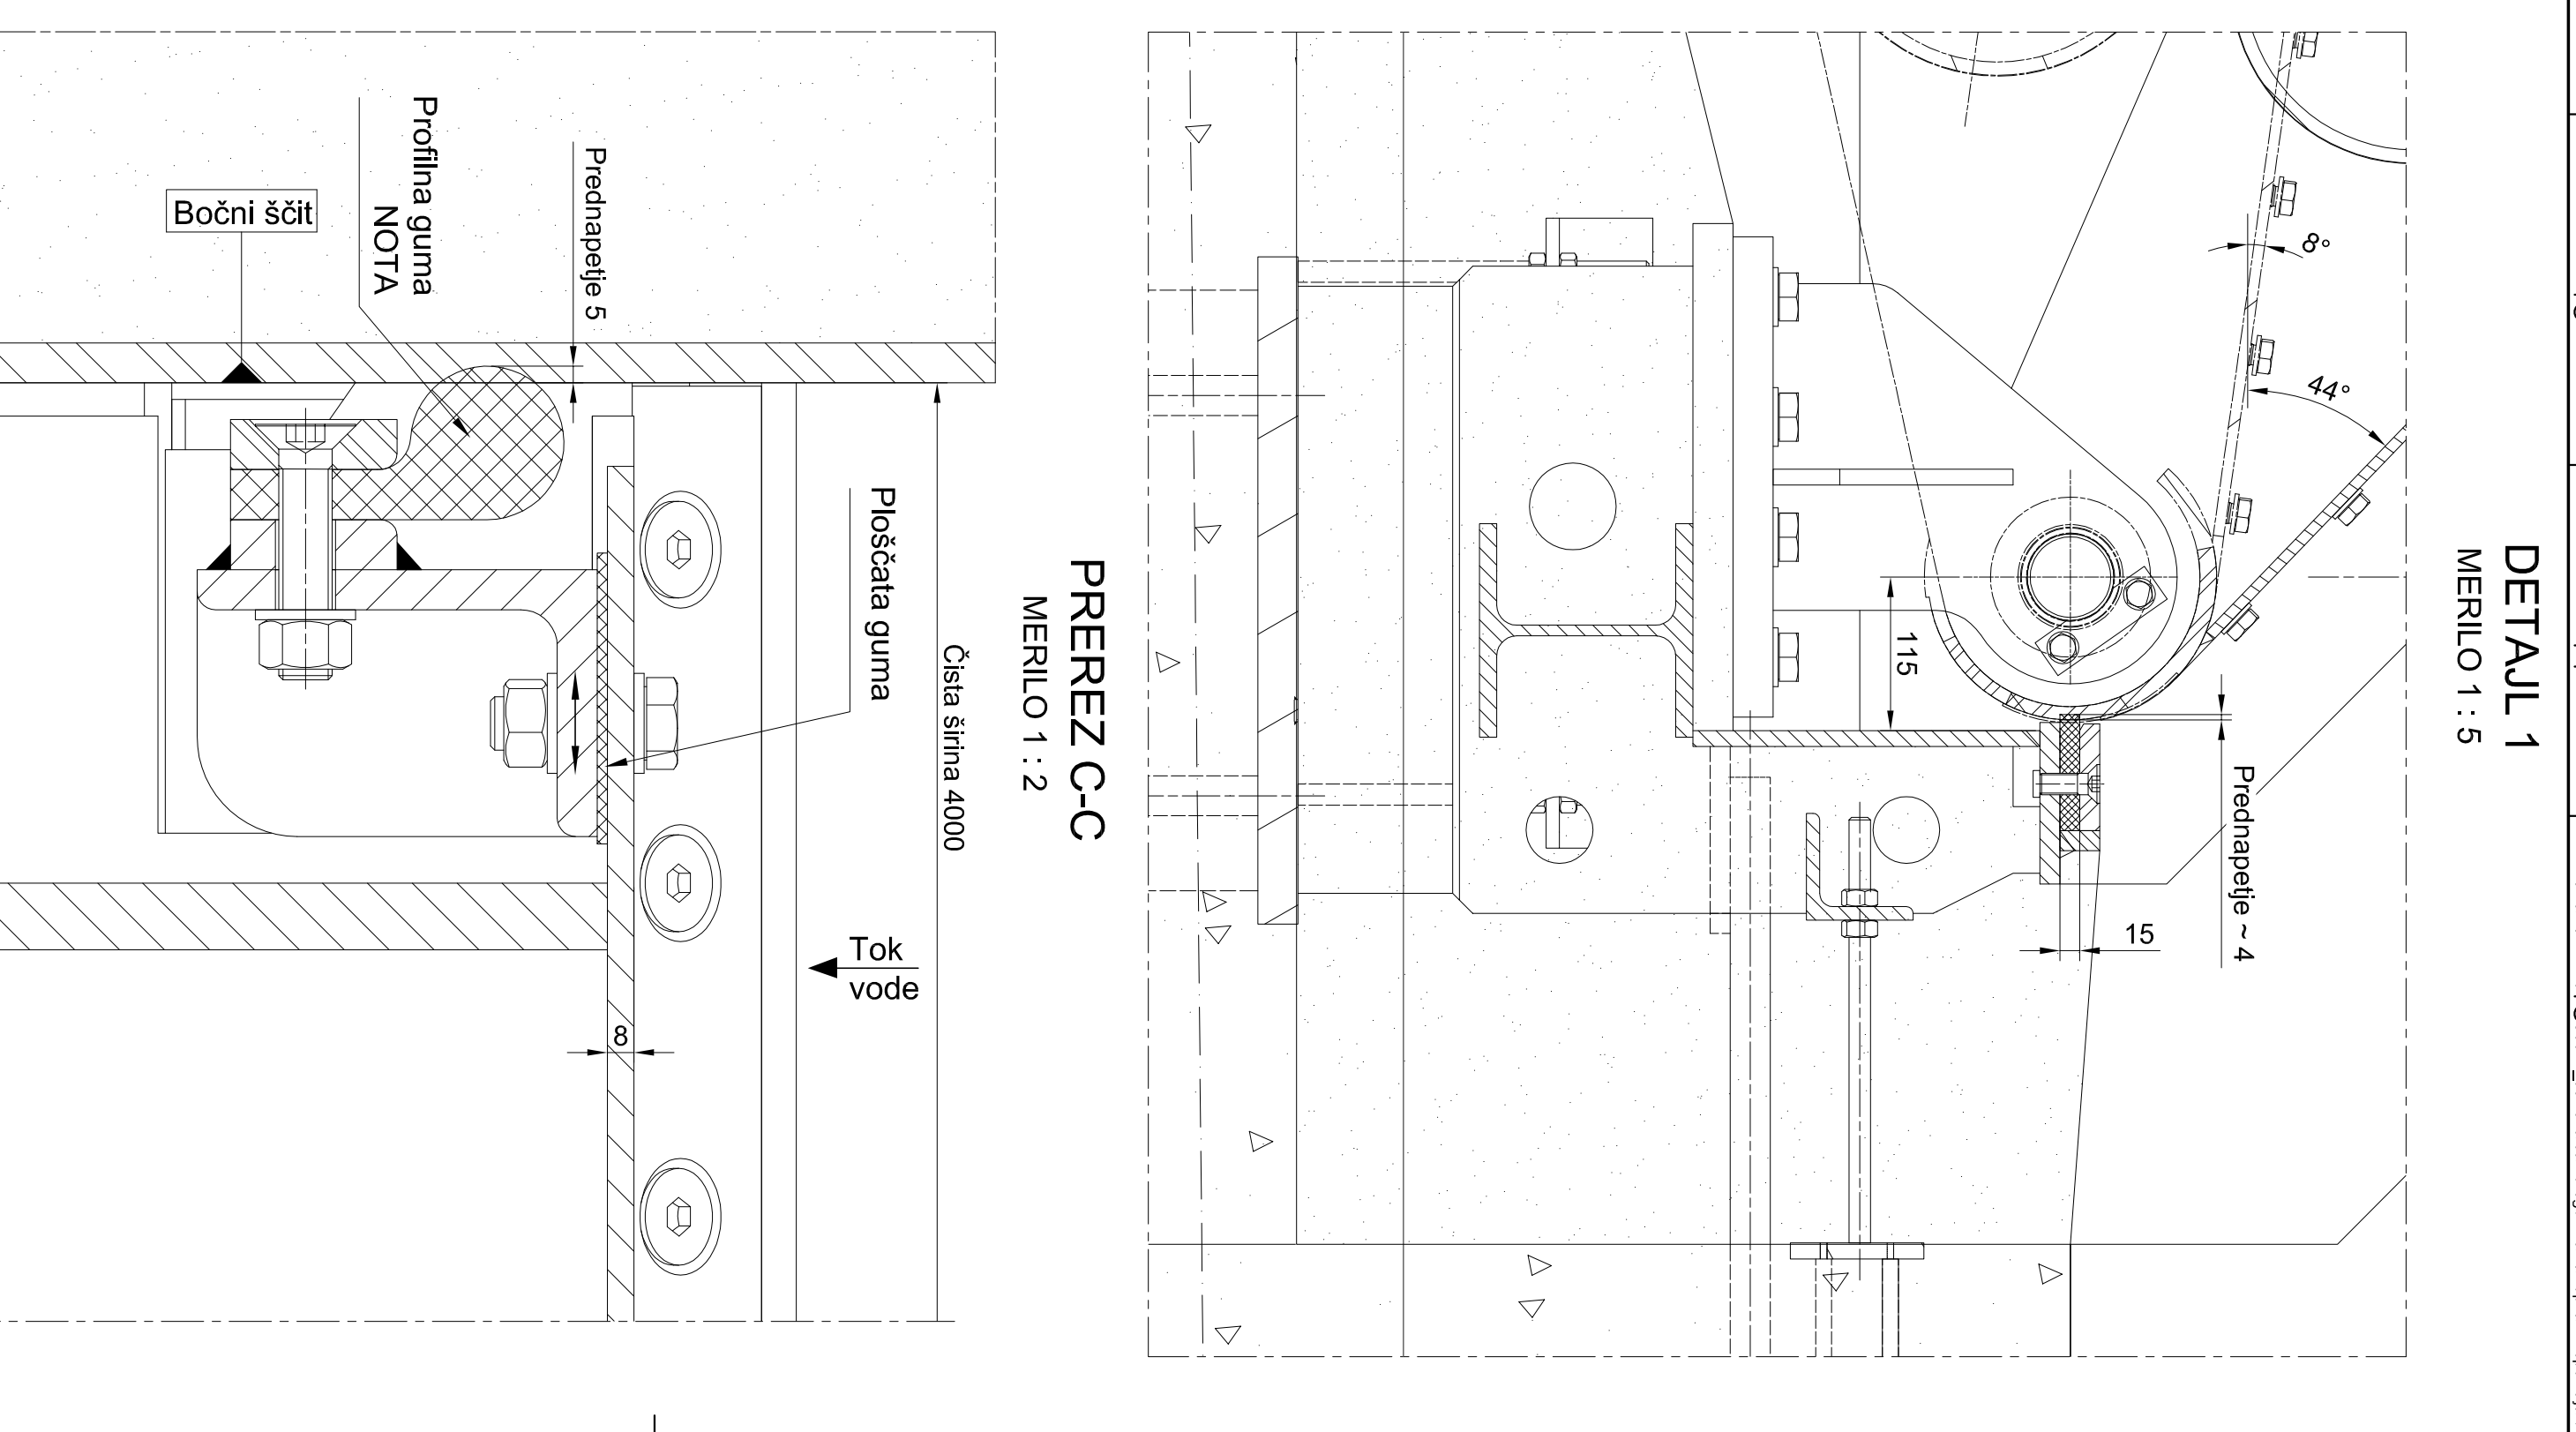 DETAJL 1
MERILO 1 : 5
8°
44°
115
Prednapetje ~ 4
15
PREREZ C-C
MERILO 1 : 2
Čista širina 4000
Ploščata guma
Tok
vode
8
Prednapetje 5
Profilna guma
NOTA
Bočni ščit